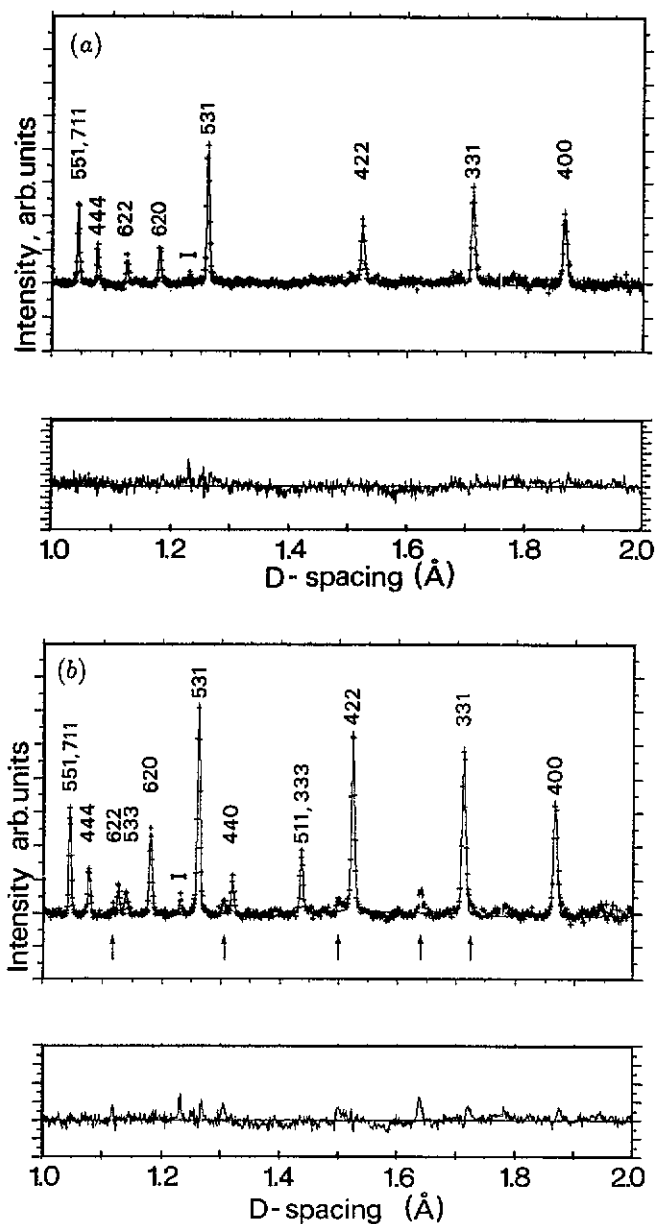 (a)
Intensity, arb.units
551,711
444
622
620
I
531
422
331
400
1.0 1.2 1.4 1.6 1.8 2.0
D-spacing (Å)
(b)
Intensity arb.units
551,711
444
622
533
620
I
531
440
511, 333
422
331
400
1.0 1.2 1.4 1.6 1.8 2.0
D-spacing (Å)